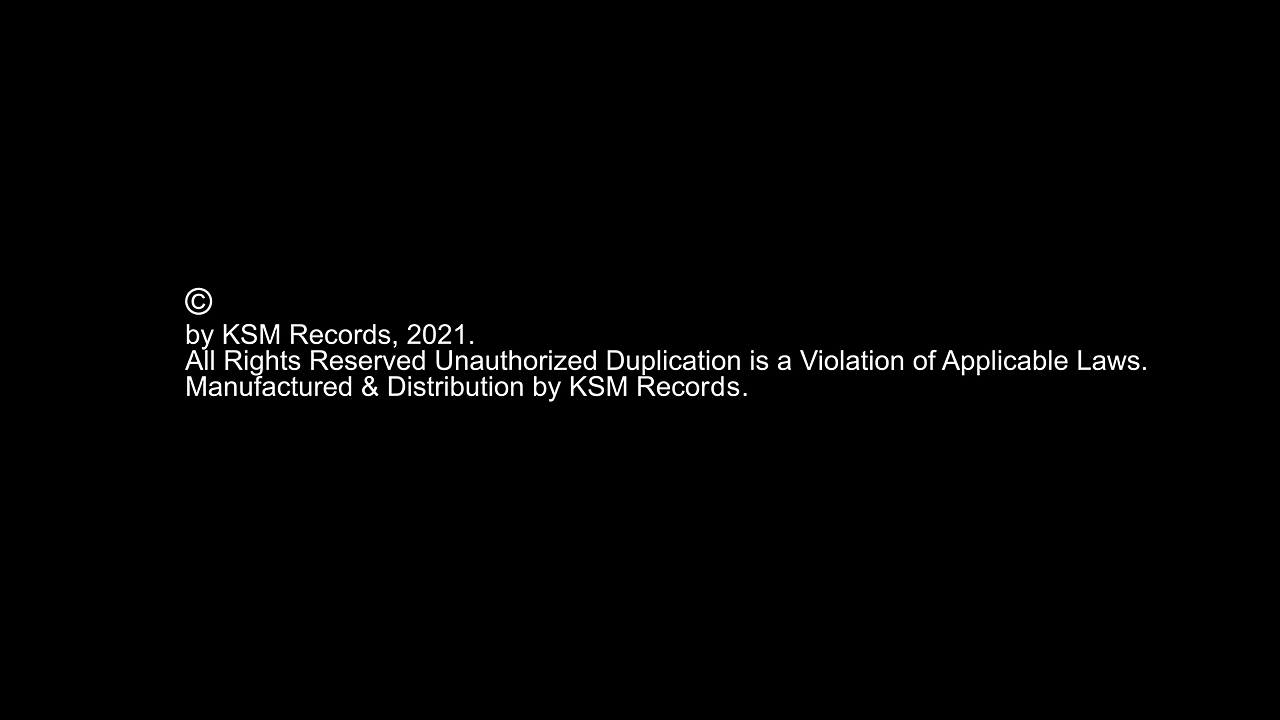 ©
by KSM Records, 2021.
All Rights Reserved Unauthorized Duplication is a Violation of Applicable Laws.
Manufactured & Distribution by KSM Records.